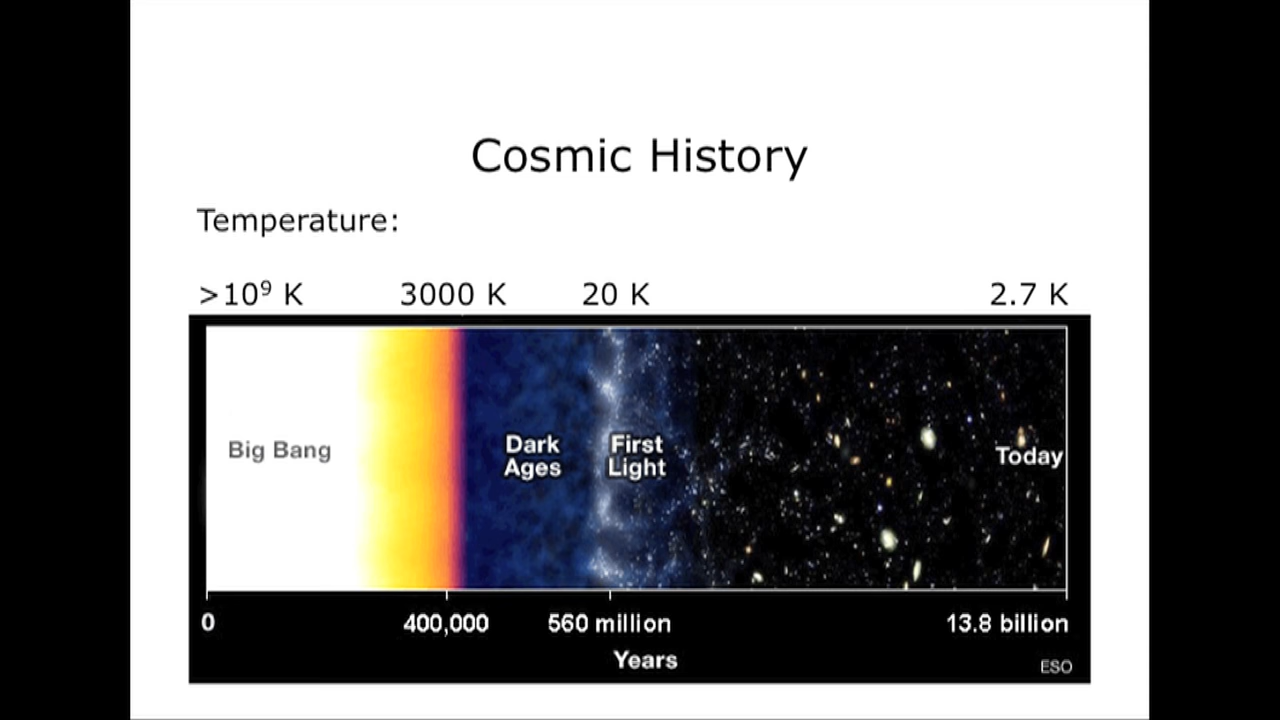 Cosmic History
Temperature:
>10⁹ K 3000 K 20 K 2.7 K
Big Bang
Dark
Ages
First
Light
Today
0 400,000 560 million 13.8 billion
Years
ESO